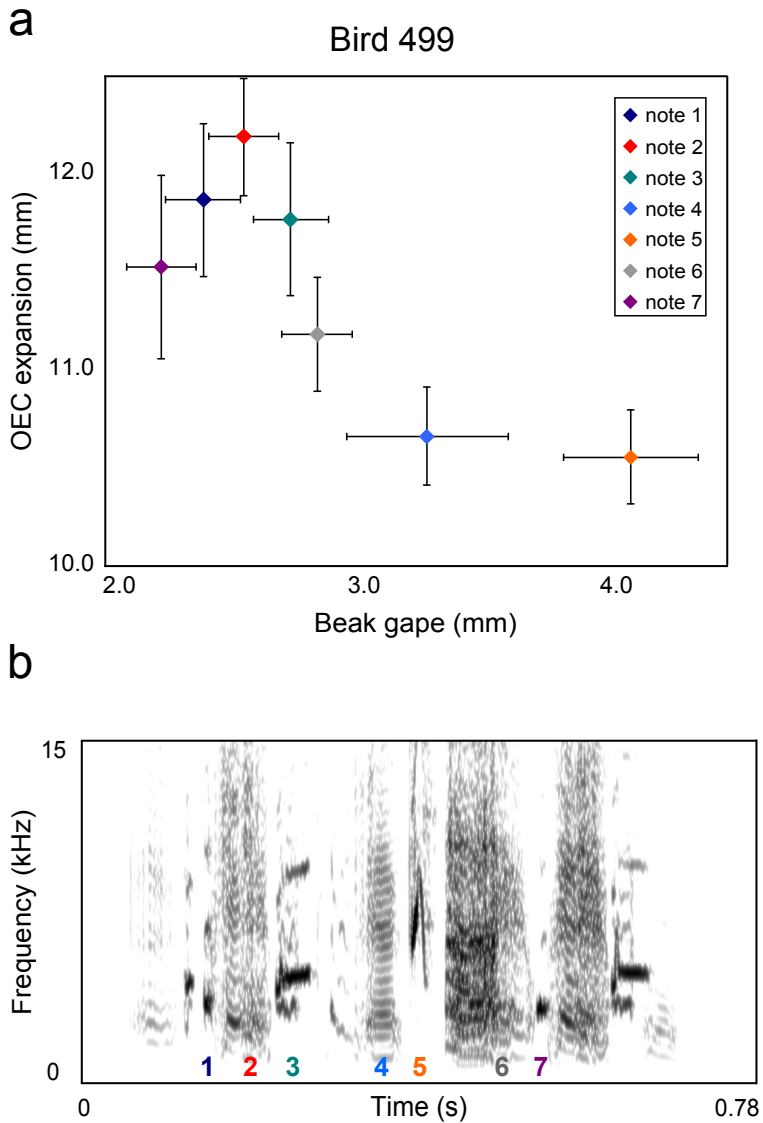 a
Bird 499
OEC expansion (mm)
12.0
11.0
10.0
note 1
note 2
note 3
note 4
note 5
note 6
note 7
2.0 3.0 4.0
Beak gape (mm)
b
Frequency (kHz)
15
0
1 2 3 4 5 6 7
0 Time (s) 0.78